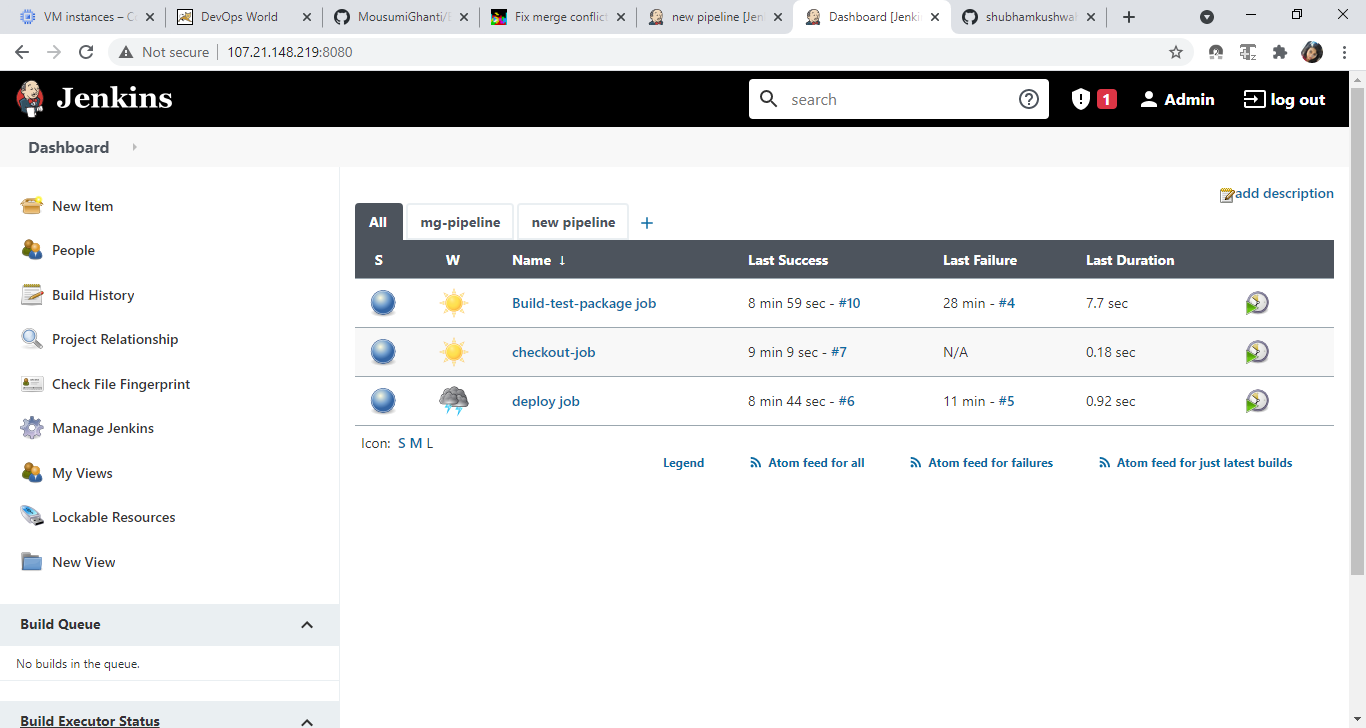 VM instances – C
DevOps World
MousumiGhanti/
Fix merge conflict
new pipeline [Jen
Dashboard [Jenki
shubhamkushwa
Not secure
107.21.148.219:8080
Jenkins
search
1
Admin
log out
Dashboard
New Item
People
Build History
Project Relationship
Check File Fingerprint
Manage Jenkins
My Views
Lockable Resources
New View
Build Queue
No builds in the queue.
Build Executor Status
add description
All mg-pipeline new pipeline +
S W Name ↓ Last Success Last Failure Last Duration
Build-test-package job 8 min 59 sec - #10 28 min - #4 7.7 sec
checkout-job 9 min 9 sec - #7 N/A 0.18 sec
deploy job 8 min 44 sec - #6 11 min - #5 0.92 sec
Icon: S M L
Legend Atom feed for all Atom feed for failures Atom feed for just latest builds